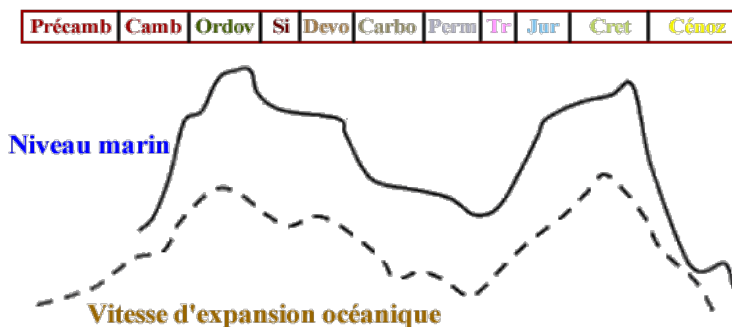 Précamb Camb Ordov Si Devo Carbo Perm Tr Jur Cret Cénoz
Niveau marin
Vitesse d'expansion océanique